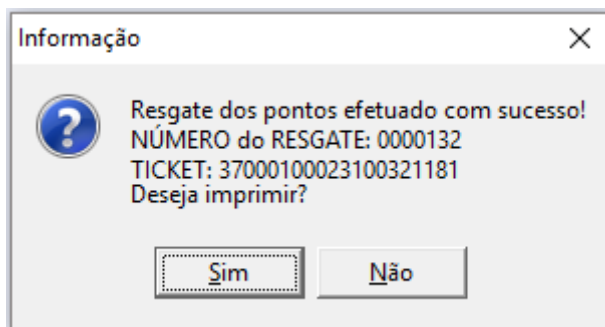 Informação
Resgate dos pontos efetuado com sucesso!
NÚMERO do RESGATE: 0000132
TICKET: 37000100023100321181
Deseja imprimir?
Sim
Não